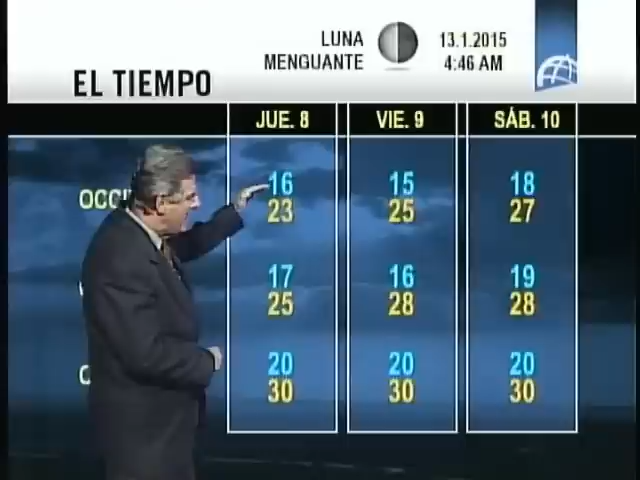 LUNA
MENGUANTE
13.1.2015
4:46 AM
EL TIEMPO
JUE. 8
VIE. 9
SÁB. 10
16
15
18
23
25
27
17
16
19
25
28
28
20
20
20
30
30
30